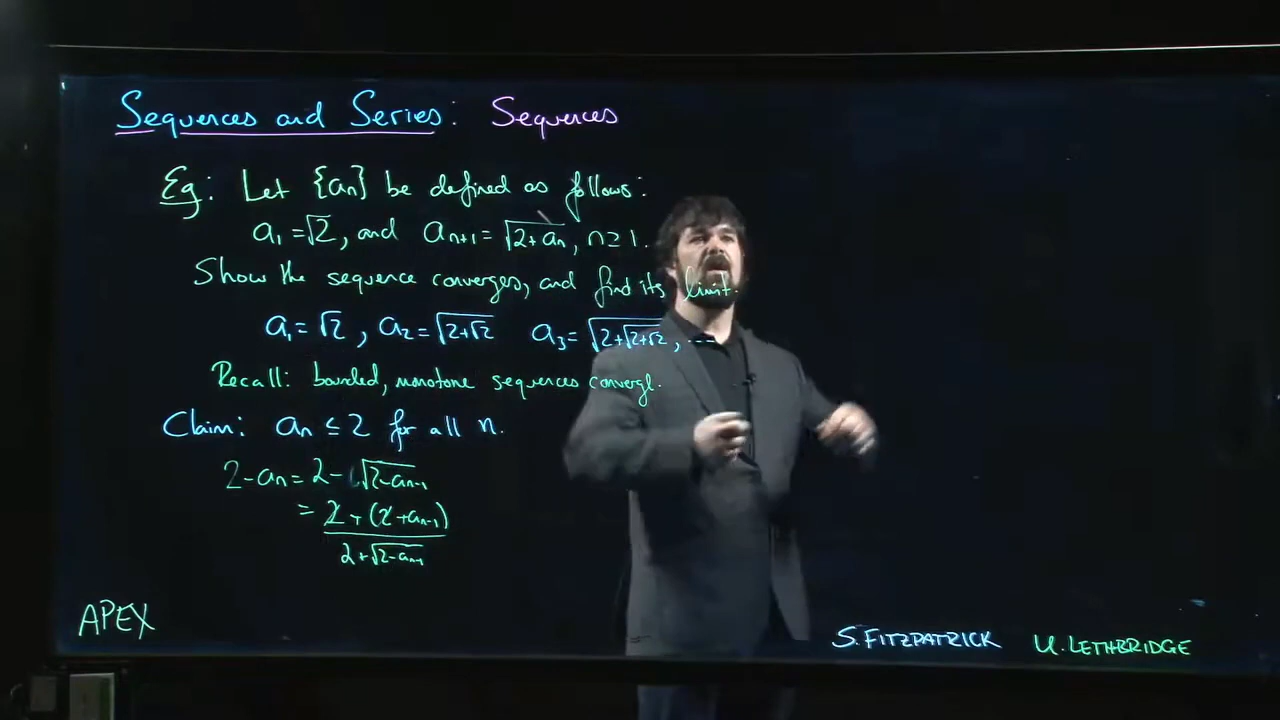 Sequences and Series: Sequences
Eg: Let {an} be defined as follows:
a₁ = √2, and aₙ₊₁ = √(2+aₙ), n ≥ 1.
Show the sequence converges, and find its limit.
a₁ = √2, a₂ = √(2+√2) a₃ = √(2+√(2+√2)), ...
Recall: bounded, monotone sequences converge.
Claim: aₙ ≤ 2 for all n.
2-aₙ = 2-√(2-aₙ₋₁)
= (2+(2+aₙ₋₁))/(2+√(2-aₙ₋₁))
APEX
S. FITZPATRICK U. LETHBRIDGE